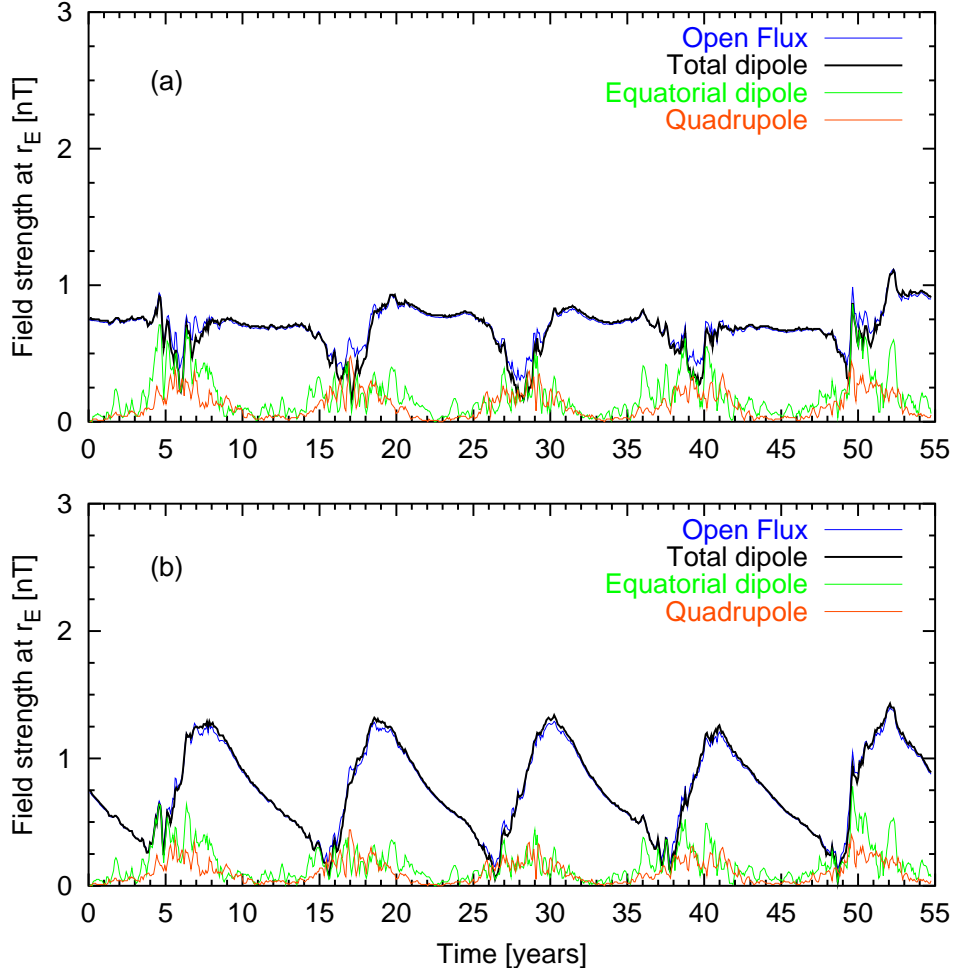 3
2
1
0
Field strength at r_E [nT]
(a)
Open Flux
Total dipole
Equatorial dipole
Quadrupole
0 5 10 15 20 25 30 35 40 45 50 55
3
2
1
0
Field strength at r_E [nT]
(b)
Open Flux
Total dipole
Equatorial dipole
Quadrupole
0 5 10 15 20 25 30 35 40 45 50 55
Time [years]